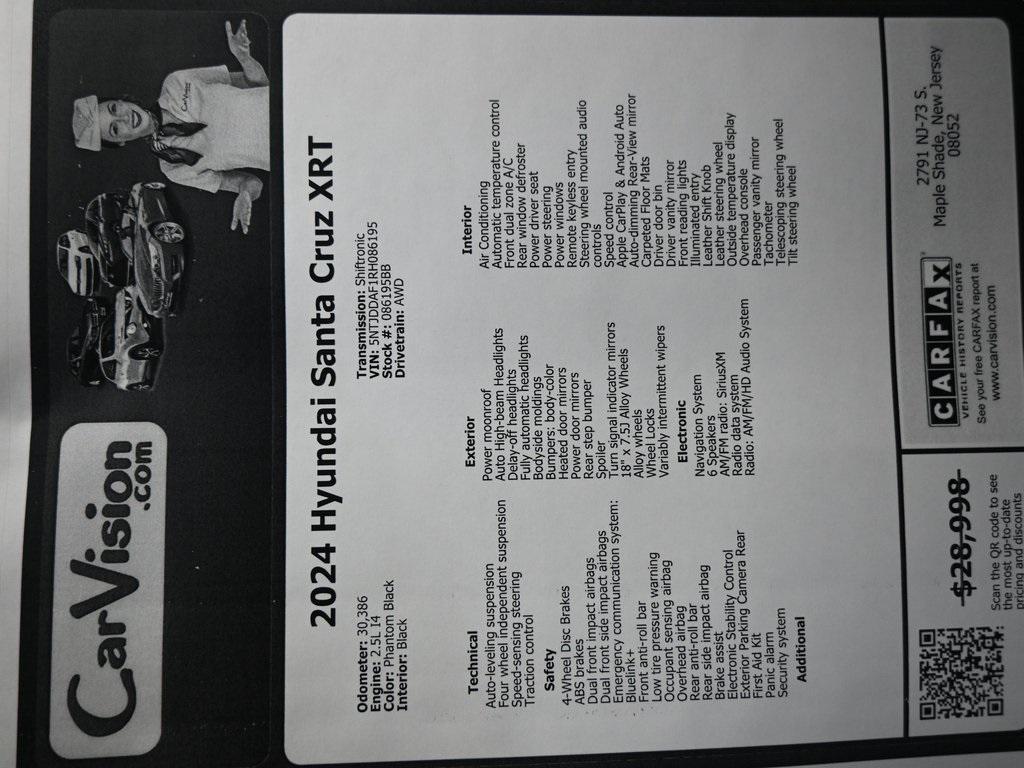 CarVision
.com
2024 Hyundai Santa Cruz XRT
Odometer: 30,386
Engine: 2.5L I4
Color: Phantom Black
Interior: Black
Transmission: Shiftronic
VIN: 5NTJDDAF1RH086195
Stock #: 086195BB
Drivetrain: AWD
Technical
Auto-leveling suspension
Four wheel independent suspension
Speed-sensing steering
Traction control
Safety
4-Wheel Disc Brakes
ABS brakes
Dual front impact airbags
Dual front side impact airbags
Emergency communication system:
Bluelink+
Front anti-roll bar
Low tire pressure warning
Occupant sensing airbag
Overhead airbag
Rear anti-roll bar
Rear side impact airbag
Brake assist
Electronic Stability Control
Exterior Parking Camera Rear
First Aid Kit
Panic alarm
Security system
Additional
Exterior
Power moonroof
Auto High-beam Headlights
Delay-off headlights
Fully automatic headlights
Bodyside moldings
Bumpers: body-color
Heated door mirrors
Power door mirrors
Rear step bumper
Spoiler
Turn signal indicator mirrors
18" x 7.5J Alloy Wheels
Alloy wheels
Wheel Locks
Variably intermittent wipers
Electronic
Navigation System
6 Speakers
AM/FM radio: SiriusXM
Radio data system
Radio: AM/FM/HD Audio System
Interior
Air Conditioning
Automatic temperature control
Front dual zone A/C
Rear window defroster
Power driver seat
Power steering
Power windows
Remote keyless entry
Steering wheel mounted audio
controls
Speed control
Apple CarPlay & Android Auto
Auto-dimming Rear-View mirror
Carpeted Floor Mats
Driver door bin
Driver vanity mirror
Front reading lights
Illuminated entry
Leather Shift Knob
Leather steering wheel
Outside temperature display
Overhead console
Passenger vanity mirror
Tachometer
Telescoping steering wheel
Tilt steering wheel
$28,998
Scan the QR code to see
the most up-to-date
pricing and discounts
CARFAX
VEHICLE HISTORY REPORTS
See your free CARFAX report at
www.carvision.com
2791 NJ-73 S.
Maple Shade, New Jersey
08052